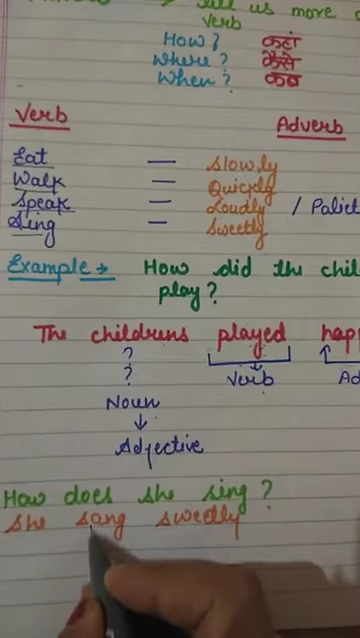 tell us more
verb
How? कहां
Where? कैसे
When? कब
Verb Adverb
Eat — Slowly
Walk — Quickly
Speak — Loudly /
Sing — Sweetly
Example → How did the chil
play?
The childrens played happ
?
?
Verb Ad
Noun
↓
Adjective
How does she sing?
She sang sweetly